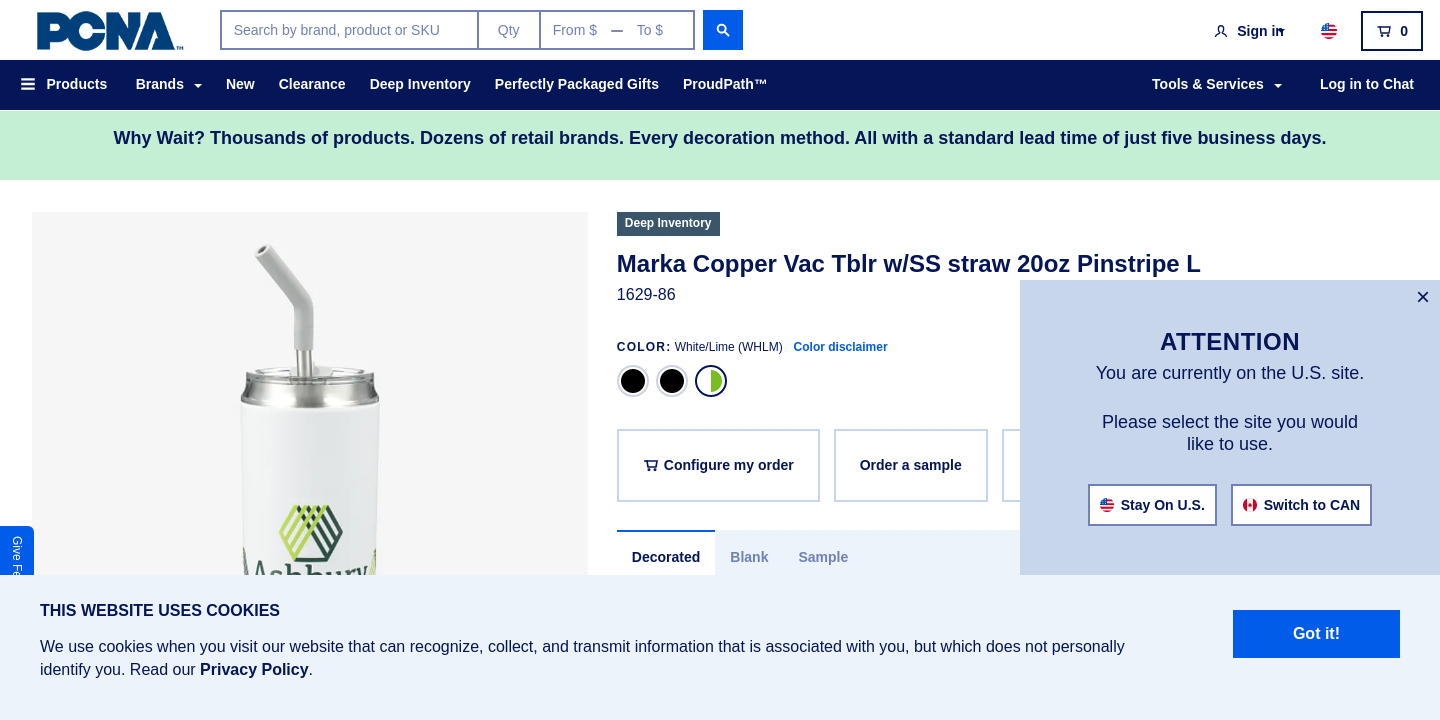 PCNA™
Search by brand, product or SKU
Qty
From $ — To $
Sign in
0
Products
Brands
New
Clearance
Deep Inventory
Perfectly Packaged Gifts
ProudPath™
Tools & Services
Log in to Chat
Why Wait? Thousands of products. Dozens of retail brands. Every decoration method. All with a standard lead time of just five business days.
Deep Inventory
Marka Copper Vac Tblr w/SS straw 20oz Pinstripe L
1629-86
COLOR: White/Lime (WHLM) Color disclaimer
Configure my order
Order a sample
Decorated
Blank
Sample
Ashbury
×
ATTENTION
You are currently on the U.S. site.
Please select the site you would
like to use.
Stay On U.S.
Switch to CAN
Give Fe
THIS WEBSITE USES COOKIES
We use cookies when you visit our website that can recognize, collect, and transmit information that is associated with you, but which does not personally
identify you. Read our Privacy Policy.
Got it!